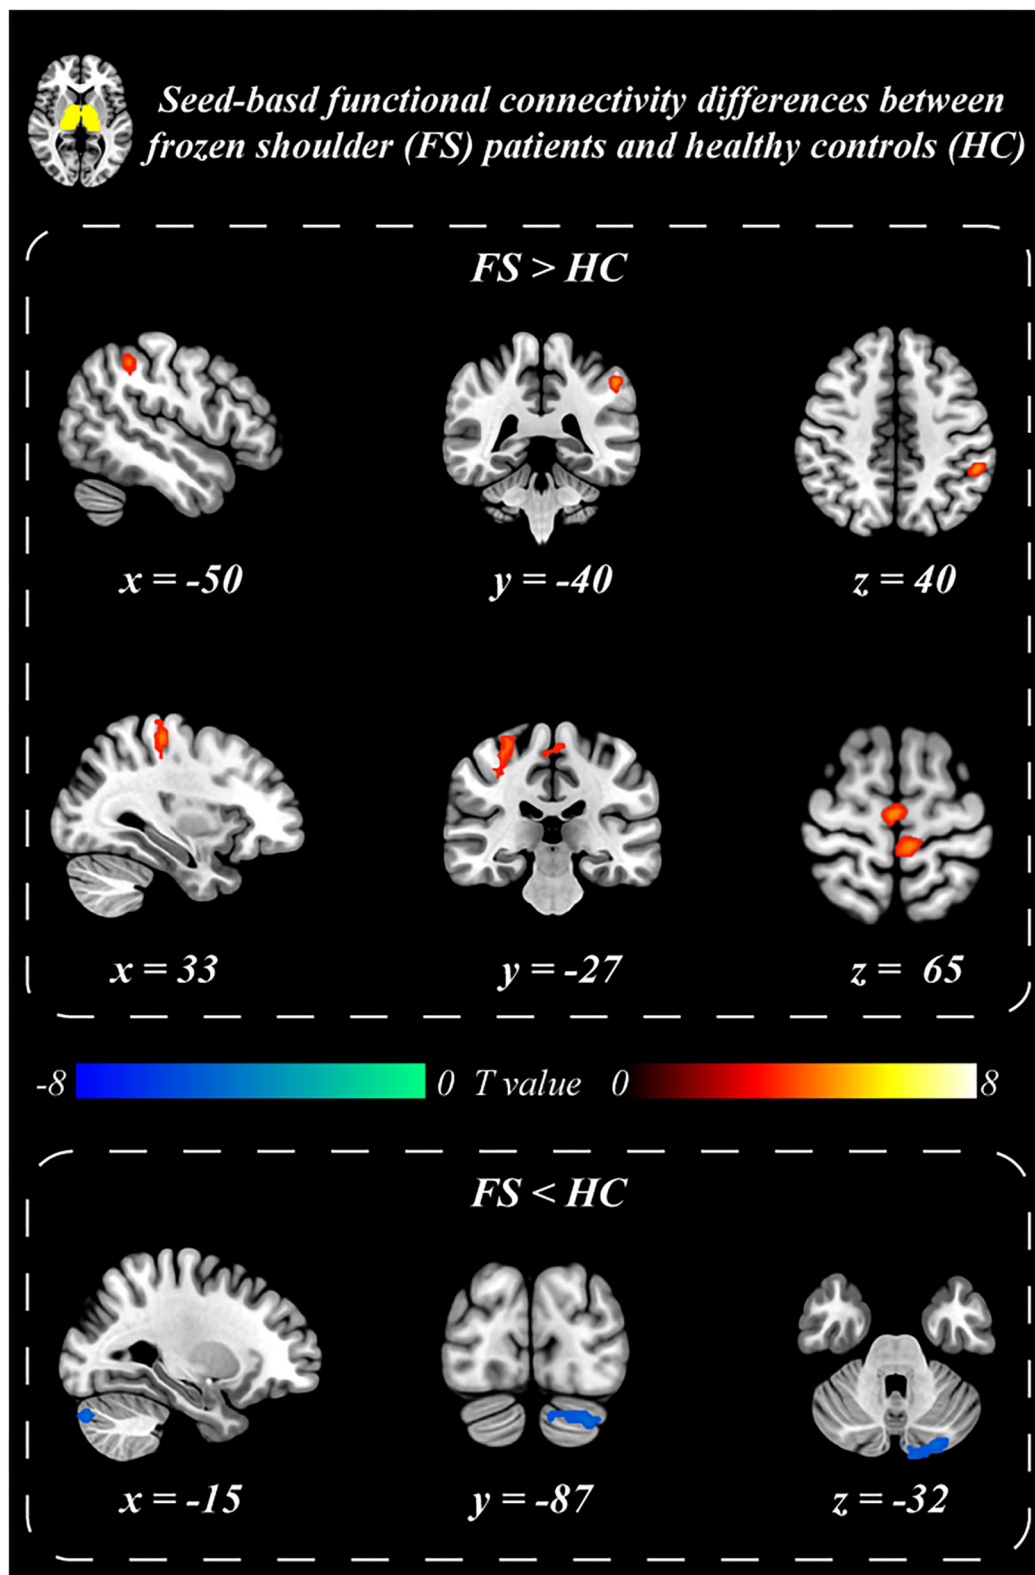 Seed-basd functional connectivity differences between
frozen shoulder (FS) patients and healthy controls (HC)
FS > HC
x = -50
y = -40
z = 40
x = 33
y = -27
z = 65
-8
0 T value 0
8
FS < HC
x = -15
y = -87
z = -32